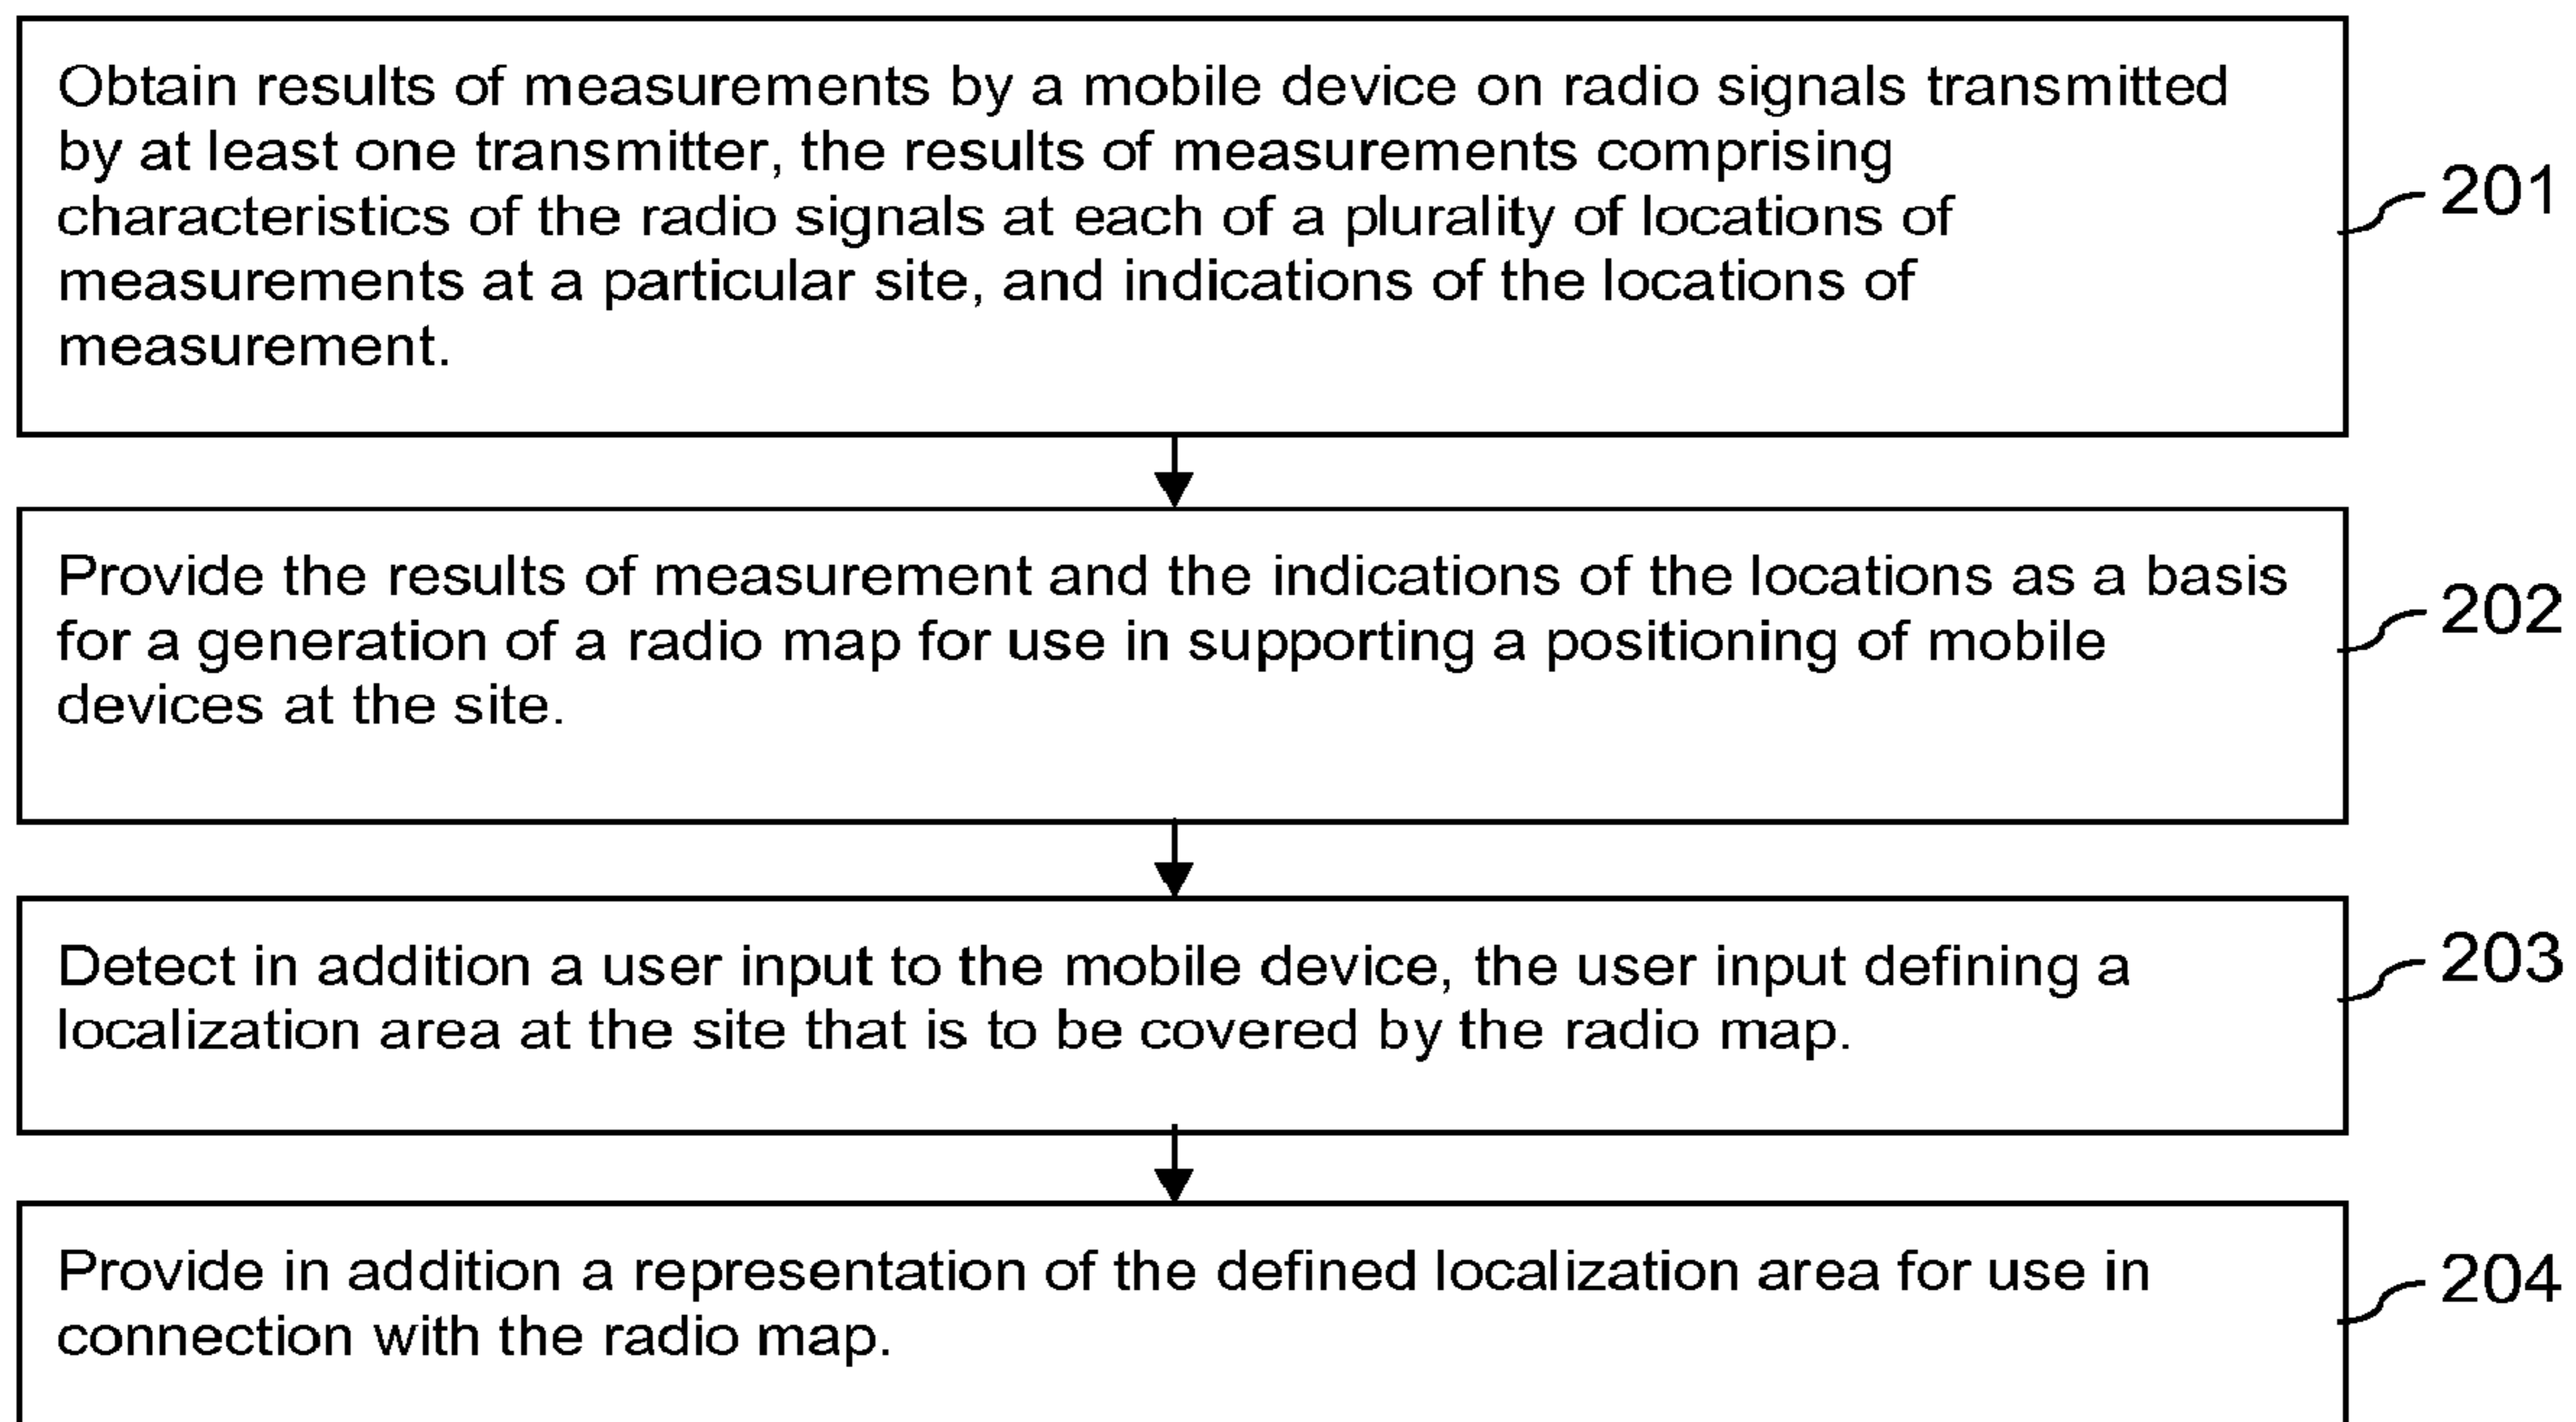 Obtain results of measurements by a mobile device on radio signals transmitted
by at least one transmitter, the results of measurements comprising
characteristics of the radio signals at each of a plurality of locations of
measurements at a particular site, and indications of the locations of
measurement.
201
Provide the results of measurement and the indications of the locations as a basis
for a generation of a radio map for use in supporting a positioning of mobile
devices at the site.
202
Detect in addition a user input to the mobile device, the user input defining a
localization area at the site that is to be covered by the radio map.
203
Provide in addition a representation of the defined localization area for use in
connection with the radio map.
204